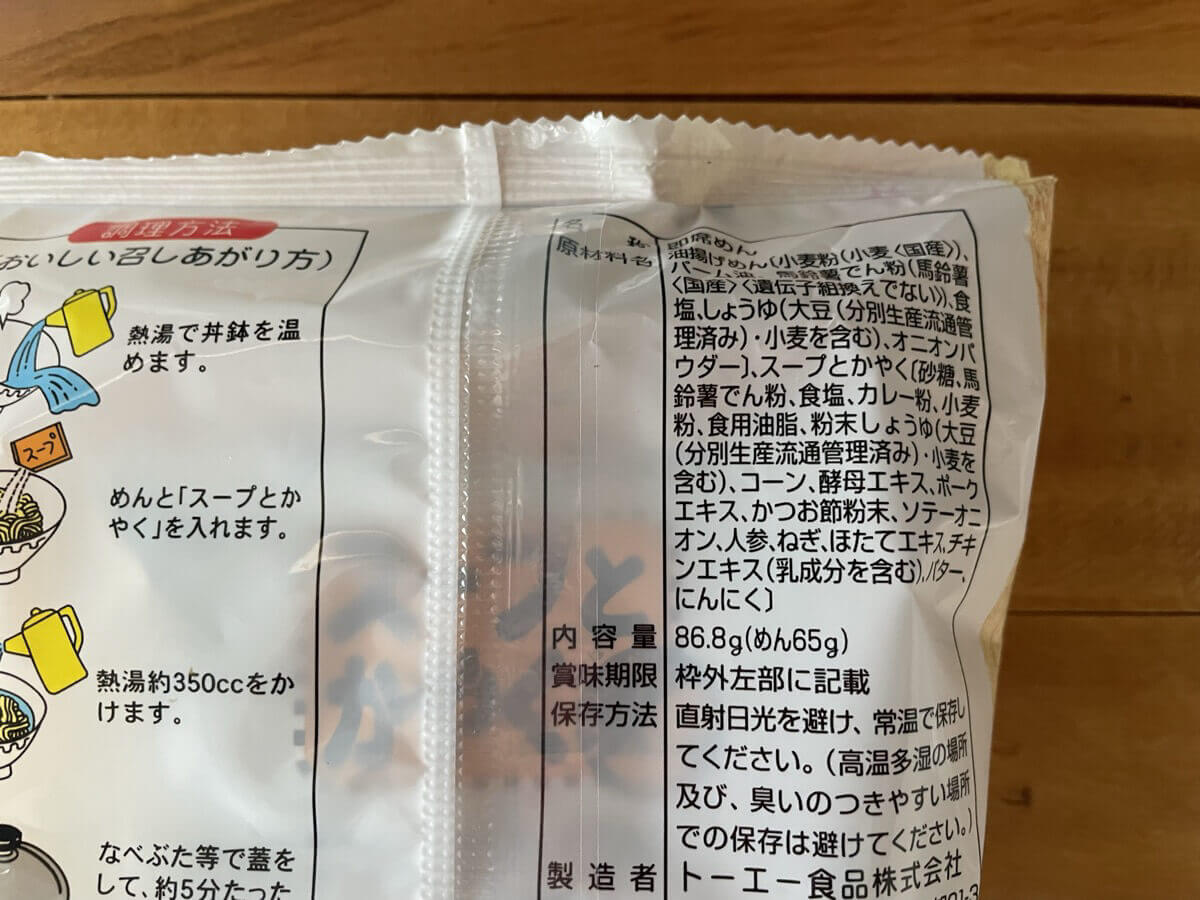 調理方法
おいしい召しあがり方)
熱湯で丼鉢を温
めます。
スープ
めんと「スープとか
やく」を入れます。
熱湯約350ccをか
けます。
なべぶた等で蓋を
して、約5分たった
名 称 即席めん
原材料名 油揚げめん〔小麦粉(小麦〈国産〉)、
パーム油、馬鈴薯でん粉(馬鈴薯
〈国産〉〈遺伝子組換えでない〉)、食
塩、しょうゆ(大豆(分別生産流通管
理済み)・小麦を含む)、オニオンパ
ウダー〕、スープとかやく〔砂糖、馬
鈴薯でん粉、食塩、カレー粉、小麦
粉、食用油脂、粉末しょうゆ(大豆
(分別生産流通管理済み)・小麦を
含む)、コーン、酵母エキス、ポーク
エキス、かつお節粉末、ソテーオニ
オン、人参、ねぎ、ほたてエキス、チキ
ンエキス(乳成分を含む)、バター、
にんにく〕
内容量 86.8g(めん65g)
賞味期限 枠外左部に記載
保存方法 直射日光を避け、常温で保存し
てください。(高温多湿の場所
及び、臭いのつきやすい場所
での保存は避けてください。)
製造者 トーエー食品株式会社